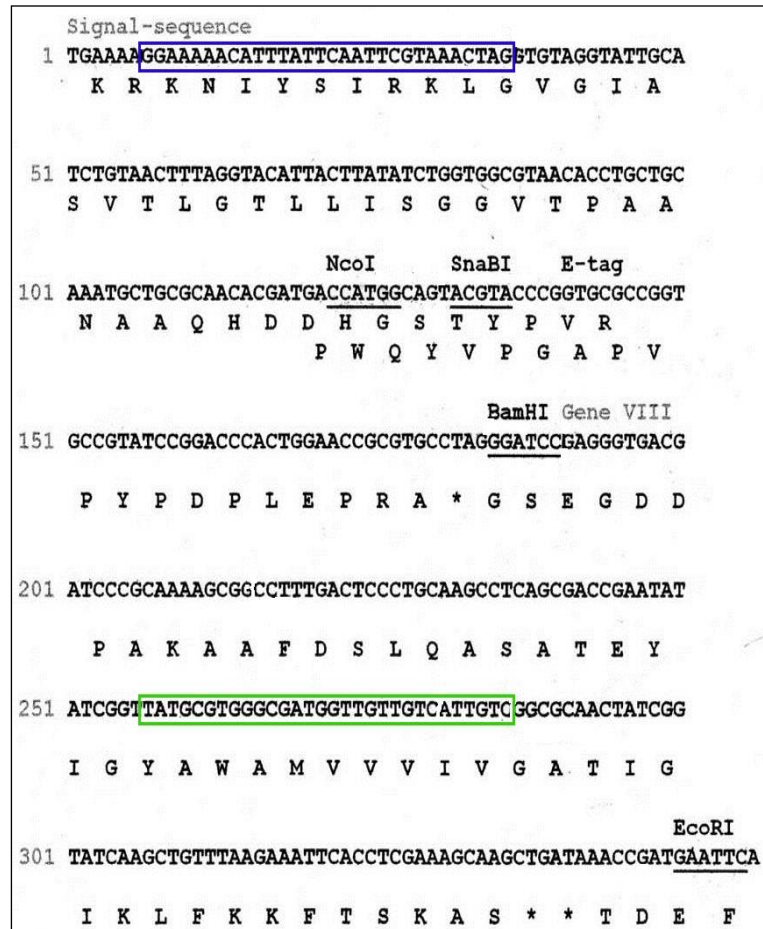 Signal-sequence
1 TGAAAAGGAAAAACATTTATTCAATTCGTAAACTAGGTGTAGGTATTGCA
K R K N I Y S I R K L G V G I A
51 TCTGTAACTTTAGGTACATTACTTATATCTGGTGGCGTAACACCTGCTGC
S V T L G T L L I S G G V T P A A
NcoI SnaBI E-tag
101 AAATGCTGCGCAACACGATGACCATGGCAGTACGTACCCGGTGCGCCGGT
N A A Q H D D H G S T Y P V R
P W Q Y V P G A P V
BamHI Gene VIII
151 GCCGTATCCGGACCCACTGGAACCGCGTGCCTAGGGATCCGAGGGTGACG
P Y P D P L E P R A * G S E G D D
201 ATCCCGCAAAAGCGGCCTTTGACTCCCTGCAAGCCTCAGCGACCGAATAT
P A K A A F D S L Q A S A T E Y
251 ATCGGTTATGCGTGGGCGATGGTTGTTGTCATTGTCGGCGCAACTATCGG
I G Y A W A M V V V I V G A T I G
EcoRI
301 TATCAAGCTGTTTAAGAAATTCACCTCGAAAGCAAGCTGATAAACCGATGAATTCA
I K L F K K F T S K A S * * T D E F